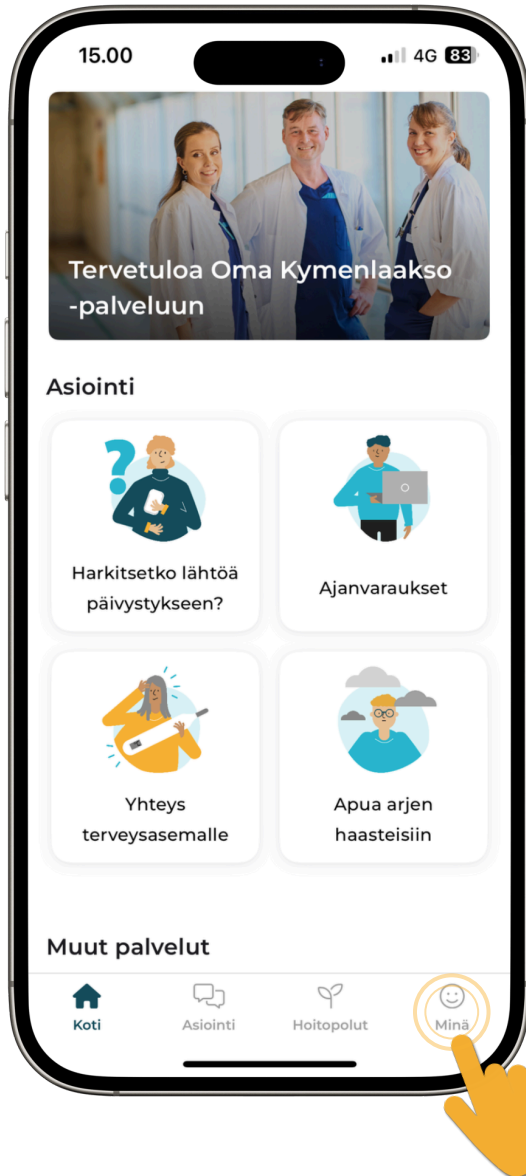 15.00
4G 83
Tervetuloa Oma Kymenlaakso
-palveluun
Asiointi
?
Harkitsetko lähtöä
päivystykseen?
Ajanvaraukset
Yhteys
terveysasemalle
Apua arjen
haasteisiin
Muut palvelut
Koti
Asiointi
Hoitopolut
Minä